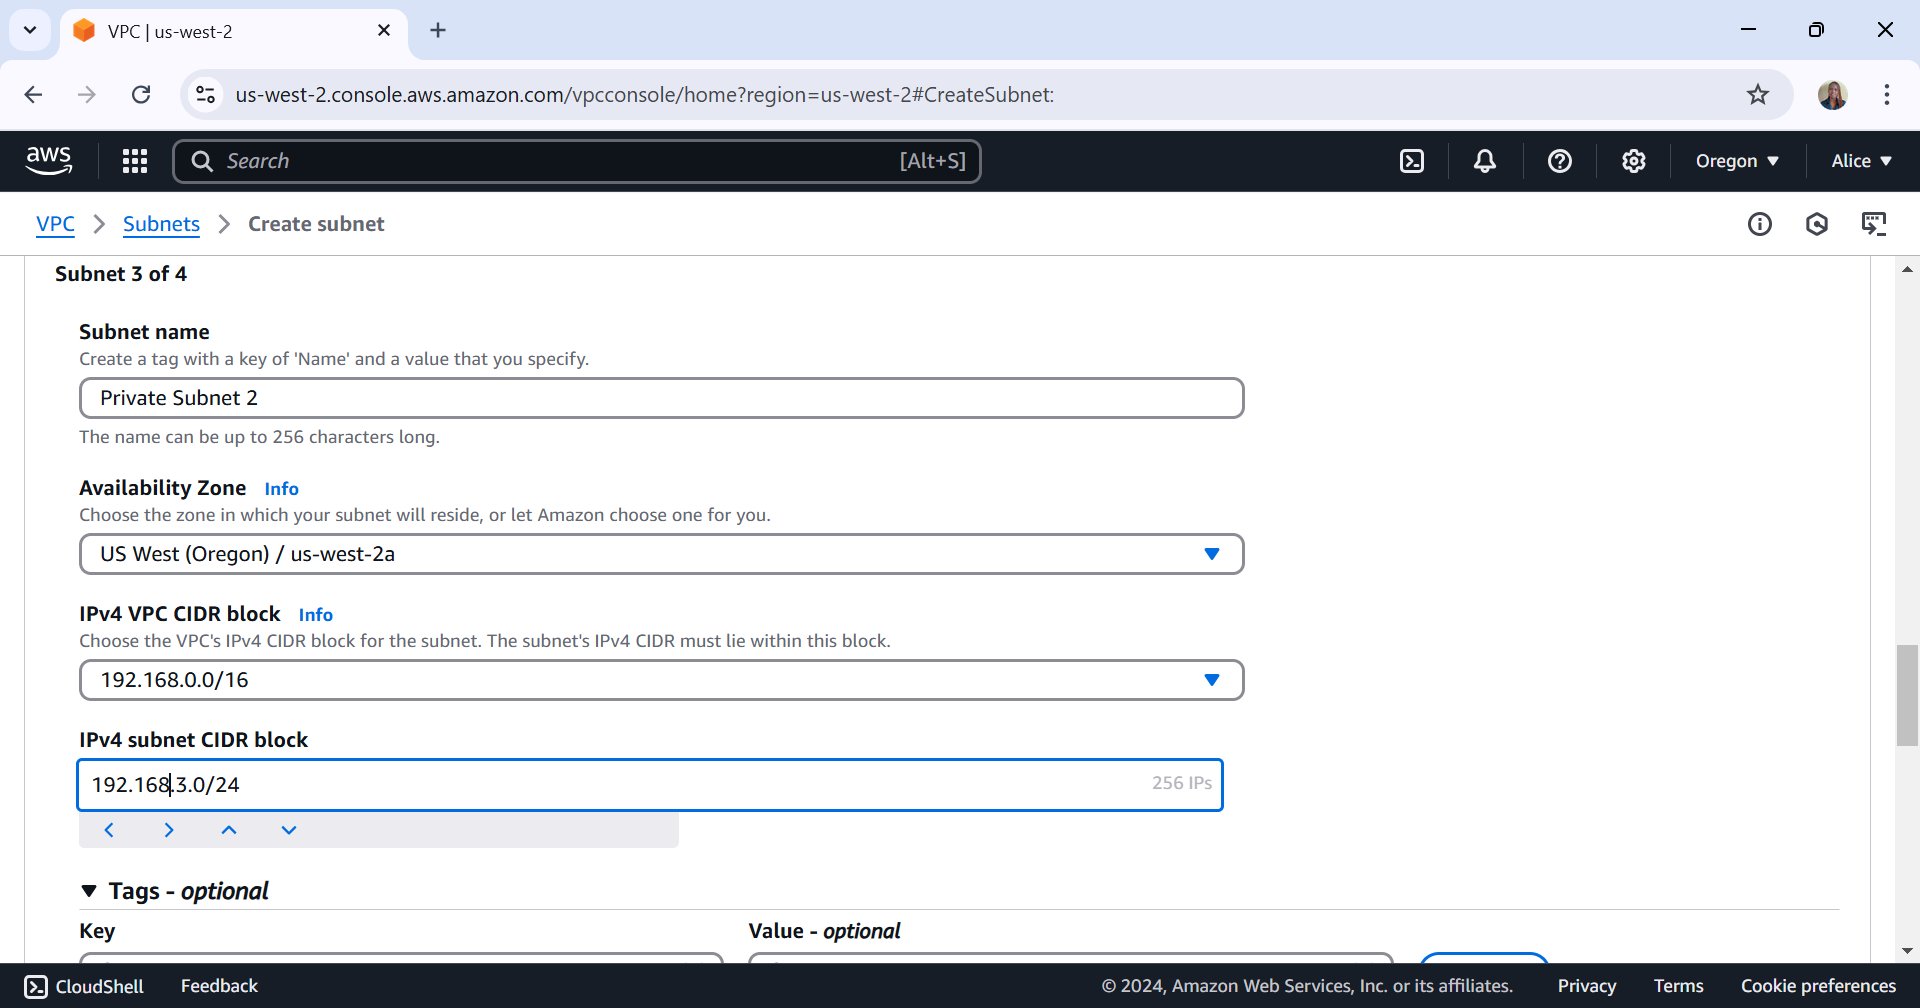 VPC | us-west-2
us-west-2.console.aws.amazon.com/vpcconsole/home?region=us-west-2#CreateSubnet:
aws
Search
[Alt+S]
Oregon
Alice
VPC
Subnets
Create subnet
Subnet 3 of 4
Subnet name
Create a tag with a key of 'Name' and a value that you specify.
Private Subnet 2
The name can be up to 256 characters long.
Availability Zone Info
Choose the zone in which your subnet will reside, or let Amazon choose one for you.
US West (Oregon) / us-west-2a
IPv4 VPC CIDR block Info
Choose the VPC's IPv4 CIDR block for the subnet. The subnet's IPv4 CIDR must lie within this block.
192.168.0.0/16
IPv4 subnet CIDR block
192.168.3.0/24
256 IPs
Tags - optional
Key
Value - optional
CloudShell
Feedback
© 2024, Amazon Web Services, Inc. or its affiliates.
Privacy
Terms
Cookie preferences